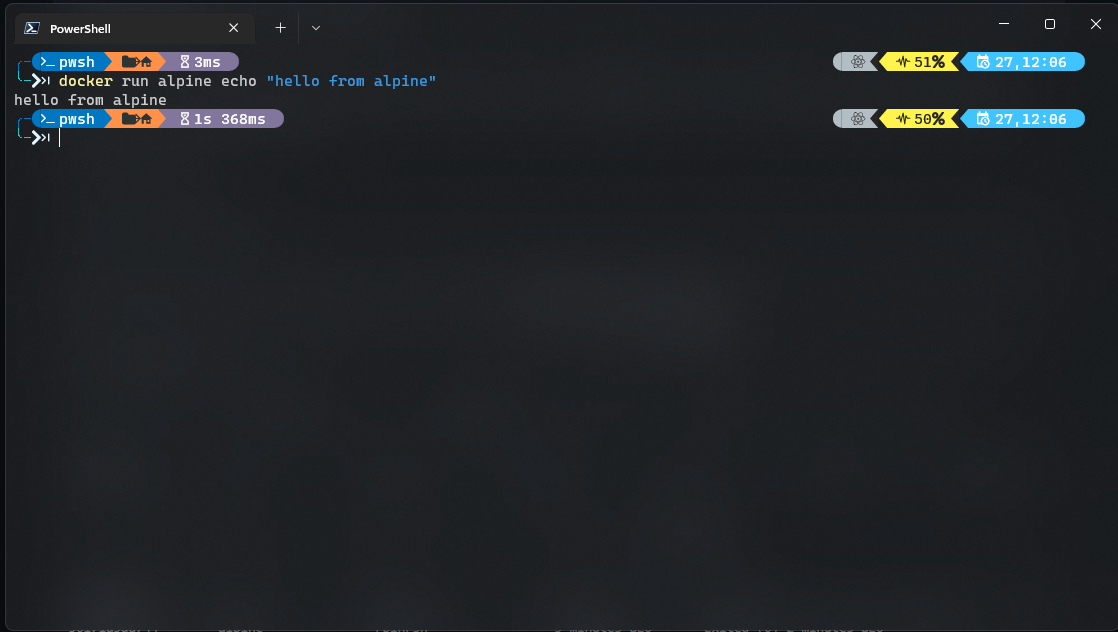 PowerShell
pwsh 3ms 51% 27,12:06
docker run alpine echo "hello from alpine"
hello from alpine
pwsh 1s 368ms 50% 27,12:06